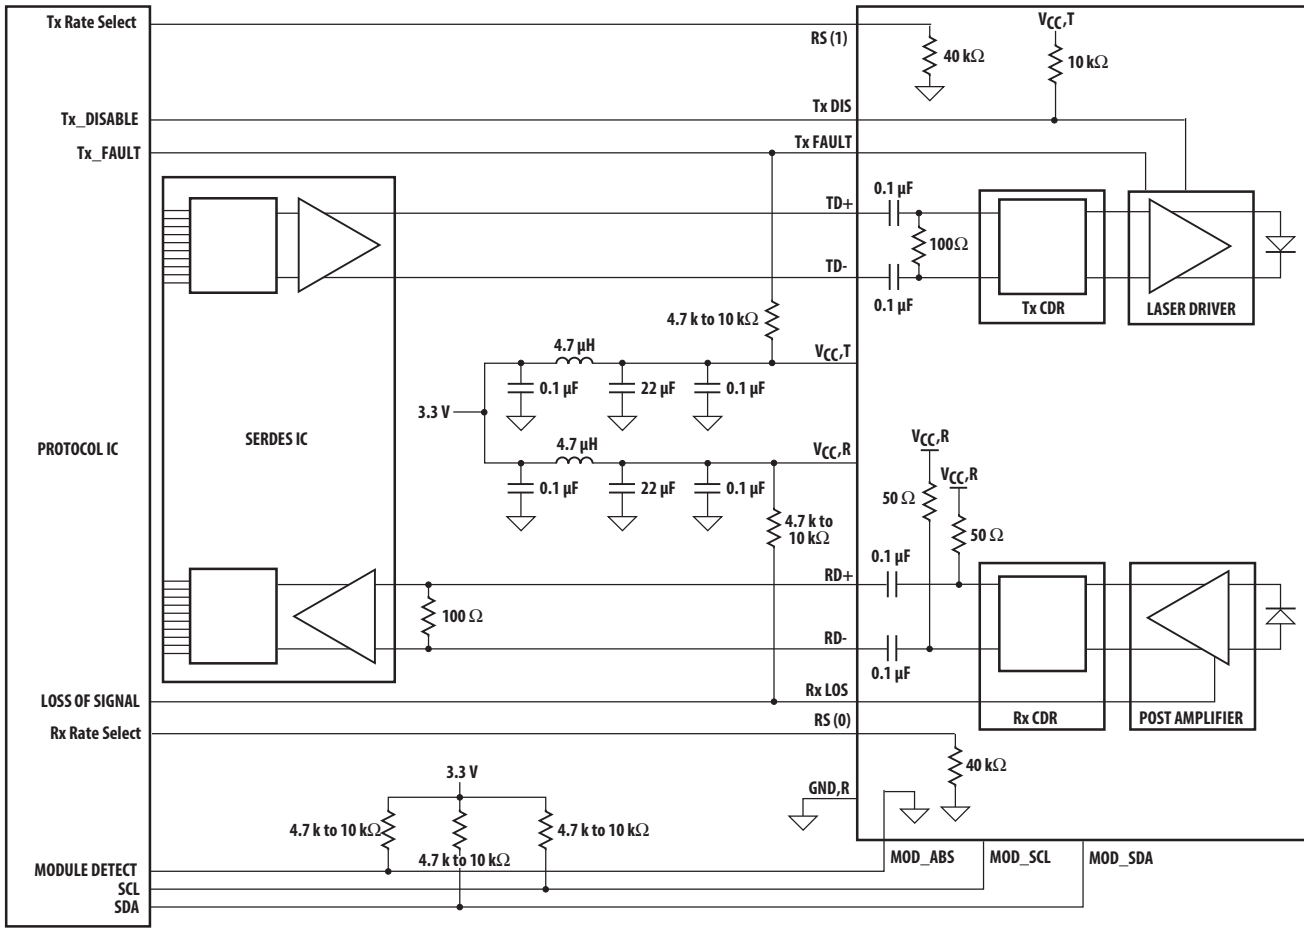 Tx Rate Select
RS (1)
40 kΩ
VCC,T
10 kΩ
Tx_DISABLE
Tx DIS
Tx_FAULT
Tx FAULT
0.1 µF
TD+
100Ω
TD-
0.1 µF
Tx CDR
LASER DRIVER
4.7 k to 10 kΩ
4.7 µH
VCC,T
0.1 µF
22 µF
0.1 µF
3.3 V
PROTOCOL IC
SERDES IC
4.7 µH
VCC,R
0.1 µF
22 µF
0.1 µF
4.7 k to
10 kΩ
VCC,R
VCC,R
50 Ω
50 Ω
0.1 µF
RD+
100 Ω
RD-
0.1 µF
Rx CDR
POST AMPLIFIER
LOSS OF SIGNAL
Rx LOS
Rx Rate Select
RS (0)
40 kΩ
3.3 V
GND,R
4.7 k to 10 kΩ
4.7 k to 10 kΩ
4.7 k to 10 kΩ
MODULE DETECT
SCL
SDA
MOD_ABS
MOD_SCL
MOD_SDA